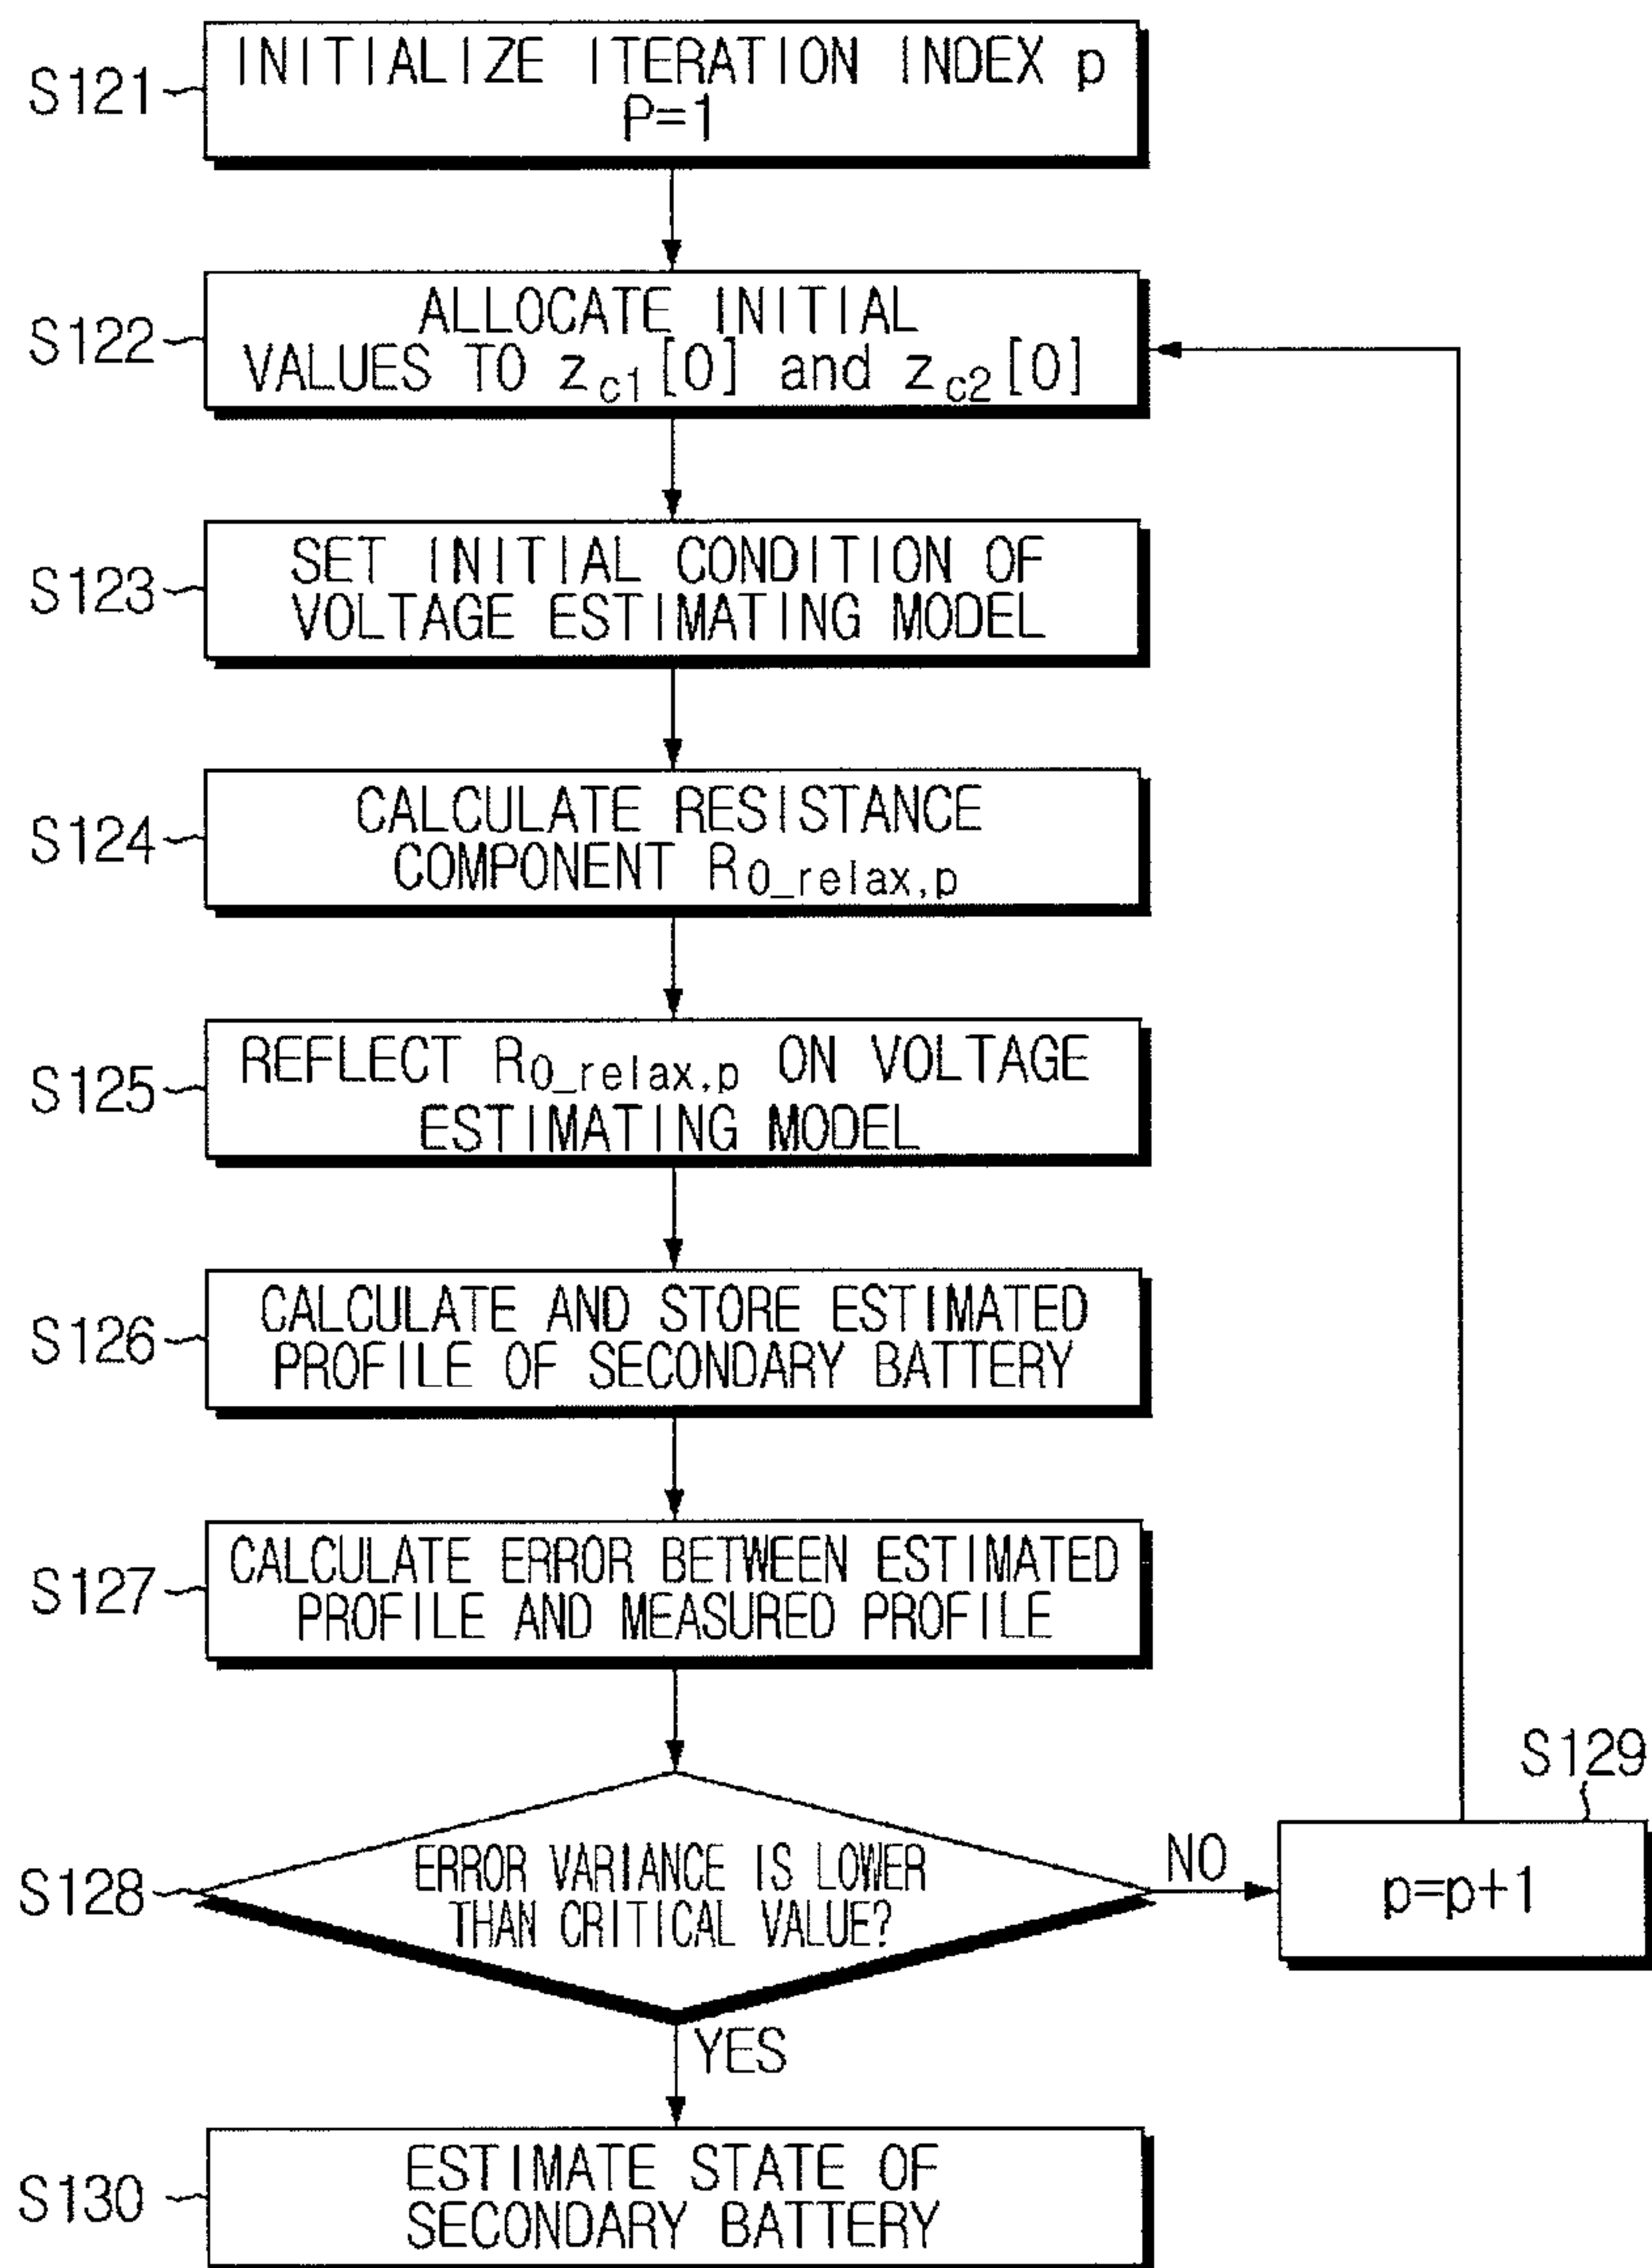 S121
INITIALIZE ITERATION INDEX p
P=1
S122
ALLOCATE INITIAL
VALUES TO zc1[0] and zc2[0]
S123
SET INITIAL CONDITION OF
VOLTAGE ESTIMATING MODEL
S124
CALCULATE RESISTANCE
COMPONENT R0_relax,p
S125
REFLECT R0_relax,p ON VOLTAGE
ESTIMATING MODEL
S126
CALCULATE AND STORE ESTIMATED
PROFILE OF SECONDARY BATTERY
S127
CALCULATE ERROR BETWEEN ESTIMATED
PROFILE AND MEASURED PROFILE
S128
ERROR VARIANCE IS LOWER
THAN CRITICAL VALUE?
NO
S129
p=p+1
YES
S130
ESTIMATE STATE OF
SECONDARY BATTERY